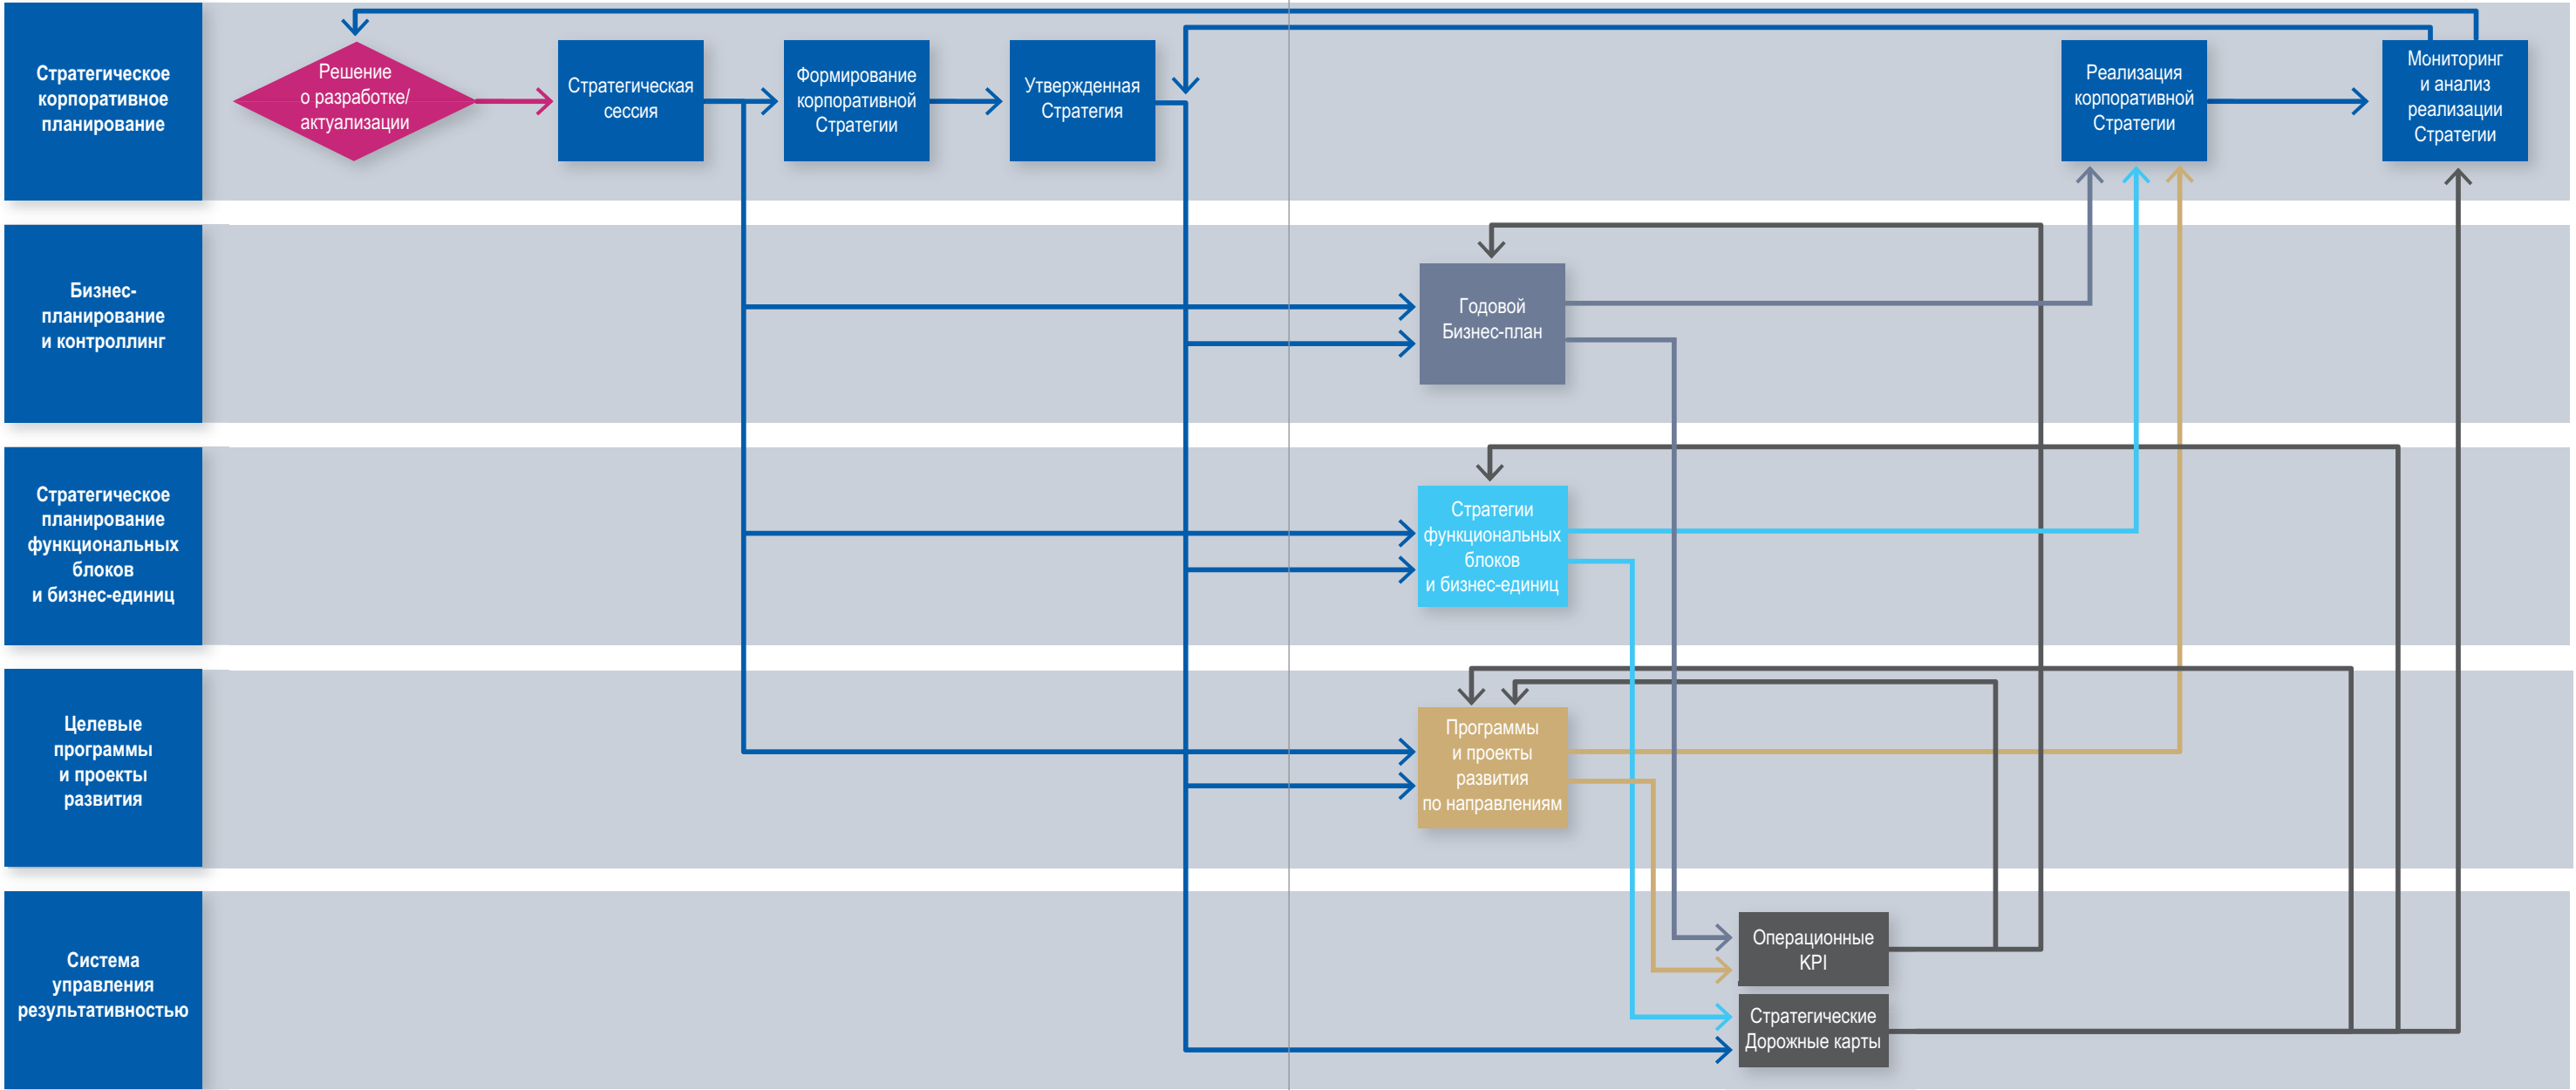 Стратегическое
корпоративное
планирование
Решение
о разработке/
актуализации
Стратегическая
сессия
Формирование
корпоративной
Стратегии
Утвержденная
Стратегия
Реализация
корпоративной
Стратегии
Мониторинг
и анализ
реализации
Стратегии
Бизнес-
планирование
и контроллинг
Годовой
Бизнес-план
Стратегическое
планирование
функциональных
блоков
и бизнес-единиц
Стратегии
функциональных
блоков
и бизнес-единиц
Целевые
программы
и проекты
развития
Программы
и проекты
развития
по направлениям
Система
управления
результативностью
Операционные
KPI
Стратегические
Дорожные карты